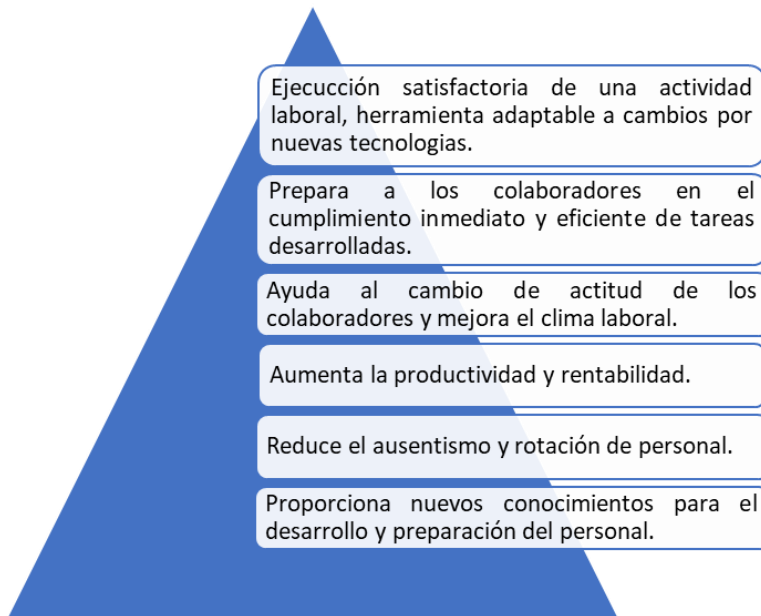 Ejecucción satisfactoria de una actividad
laboral, herramienta adaptable a cambios por
nuevas tecnologias.
Prepara a los colaboradores en el
cumplimiento inmediato y eficiente de tareas
desarrolladas.
Ayuda al cambio de actitud de los
colaboradores y mejora el clima laboral.
Aumenta la productividad y rentabilidad.
Reduce el ausentismo y rotación de personal.
Proporciona nuevos conocimientos para el
desarrollo y preparación del personal.